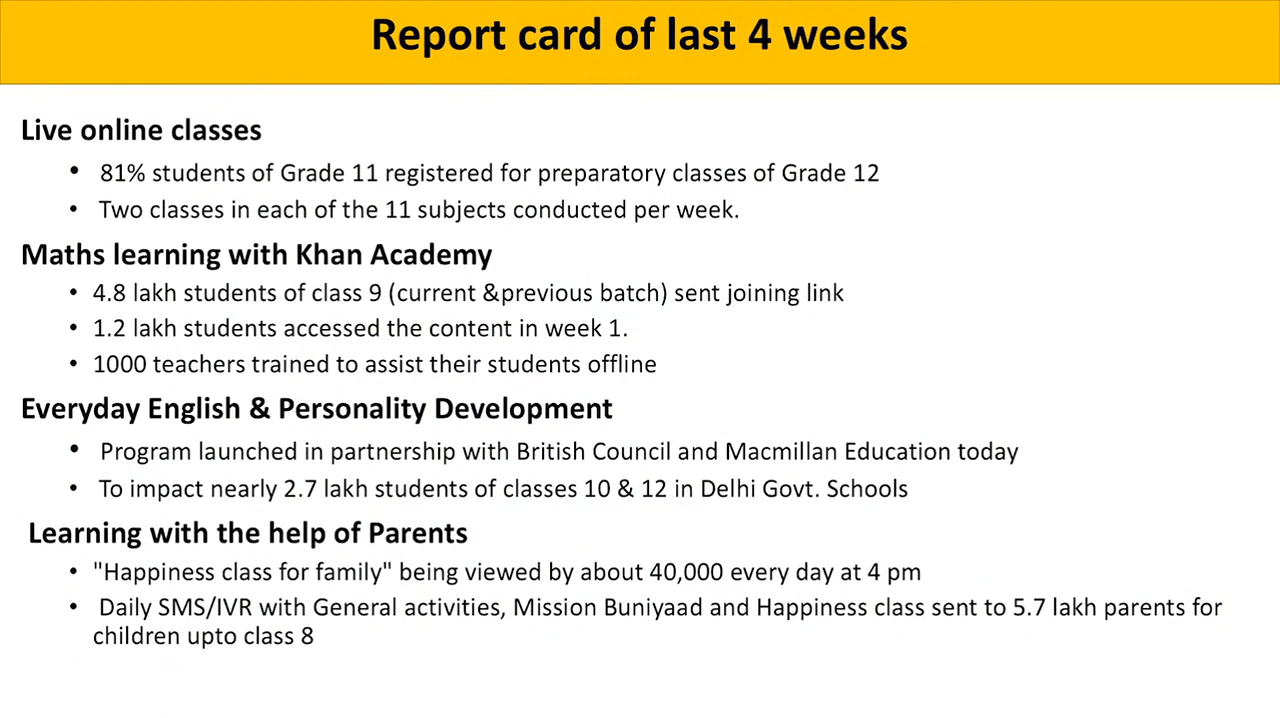 Report card of last 4 weeks
Live online classes
• 81% students of Grade 11 registered for preparatory classes of Grade 12
• Two classes in each of the 11 subjects conducted per week.
Maths learning with Khan Academy
• 4.8 lakh students of class 9 (current &previous batch) sent joining link
• 1.2 lakh students accessed the content in week 1.
• 1000 teachers trained to assist their students offline
Everyday English & Personality Development
• Program launched in partnership with British Council and Macmillan Education today
• To impact nearly 2.7 lakh students of classes 10 & 12 in Delhi Govt. Schools
Learning with the help of Parents
• "Happiness class for family" being viewed by about 40,000 every day at 4 pm
• Daily SMS/IVR with General activities, Mission Buniyaad and Happiness class sent to 5.7 lakh parents for
children upto class 8